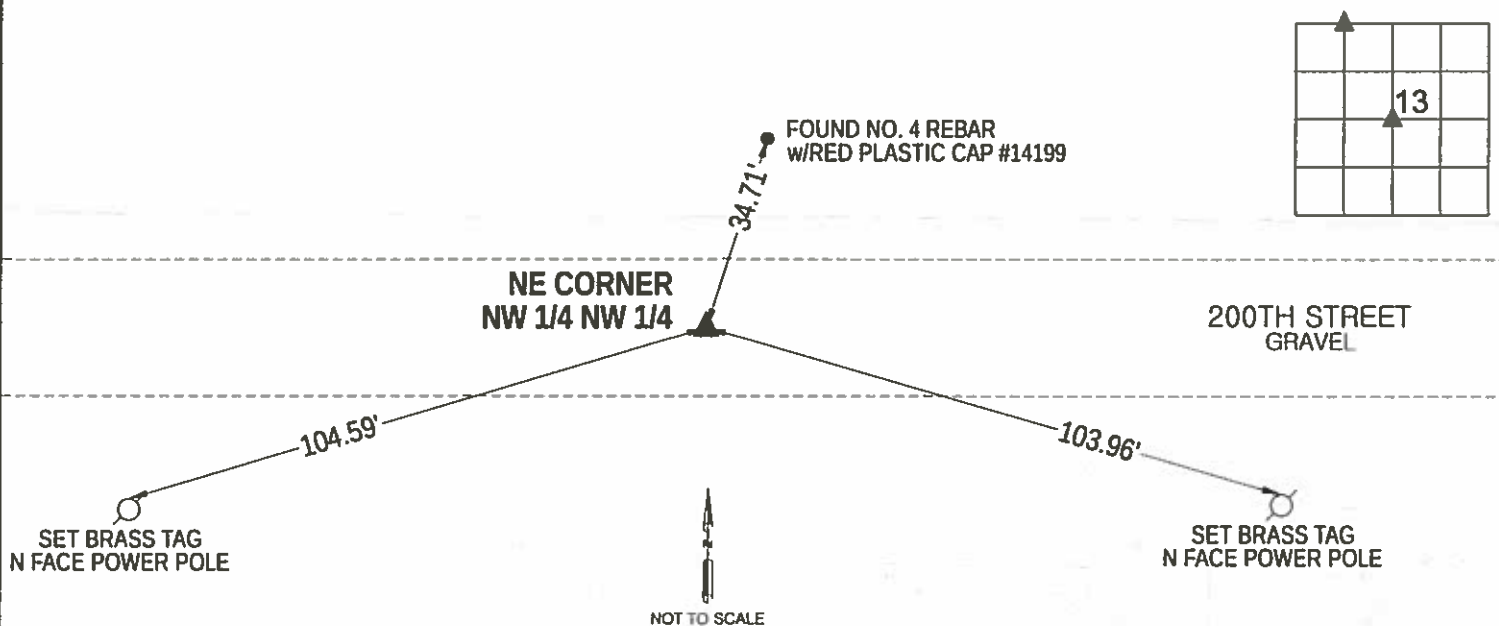 13
FOUND NO. 4 REBAR
w/RED PLASTIC CAP #14199
34.71'
NE CORNER
NW 1/4 NW 1/4
200TH STREET
GRAVEL
104.59'
103.96'
SET BRASS TAG
N FACE POWER POLE
SET BRASS TAG
N FACE POWER POLE
N
NOT TO SCALE